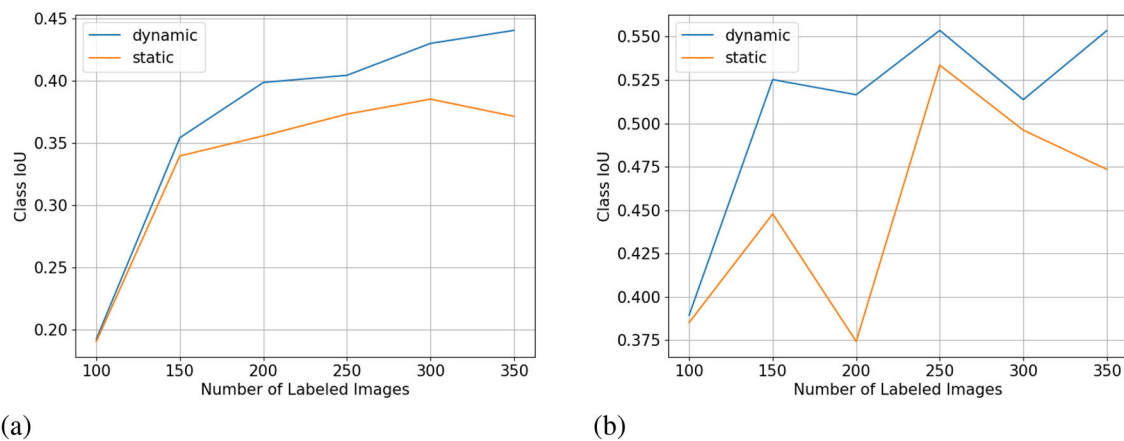 0.45
0.40
0.35
0.30
0.25
0.20
Class IoU
dynamic
static
100 150 200 250 300 350
Number of Labeled Images
(a)
0.550
0.525
0.500
0.475
0.450
0.425
0.400
0.375
Class IoU
dynamic
static
100 150 200 250 300 350
Number of Labeled Images
(b)